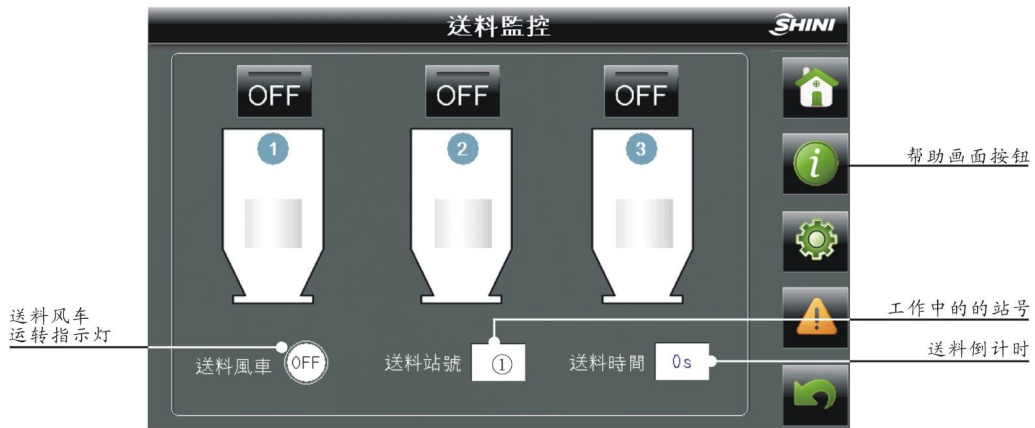 送料監控
SHINI
OFF OFF OFF
1 2 3
i
帮助画面按钮
送料风车
运转指示灯
工作中的的站号
送料倒计时
送料風車 OFF 送料站號 ① 送料時間 0s